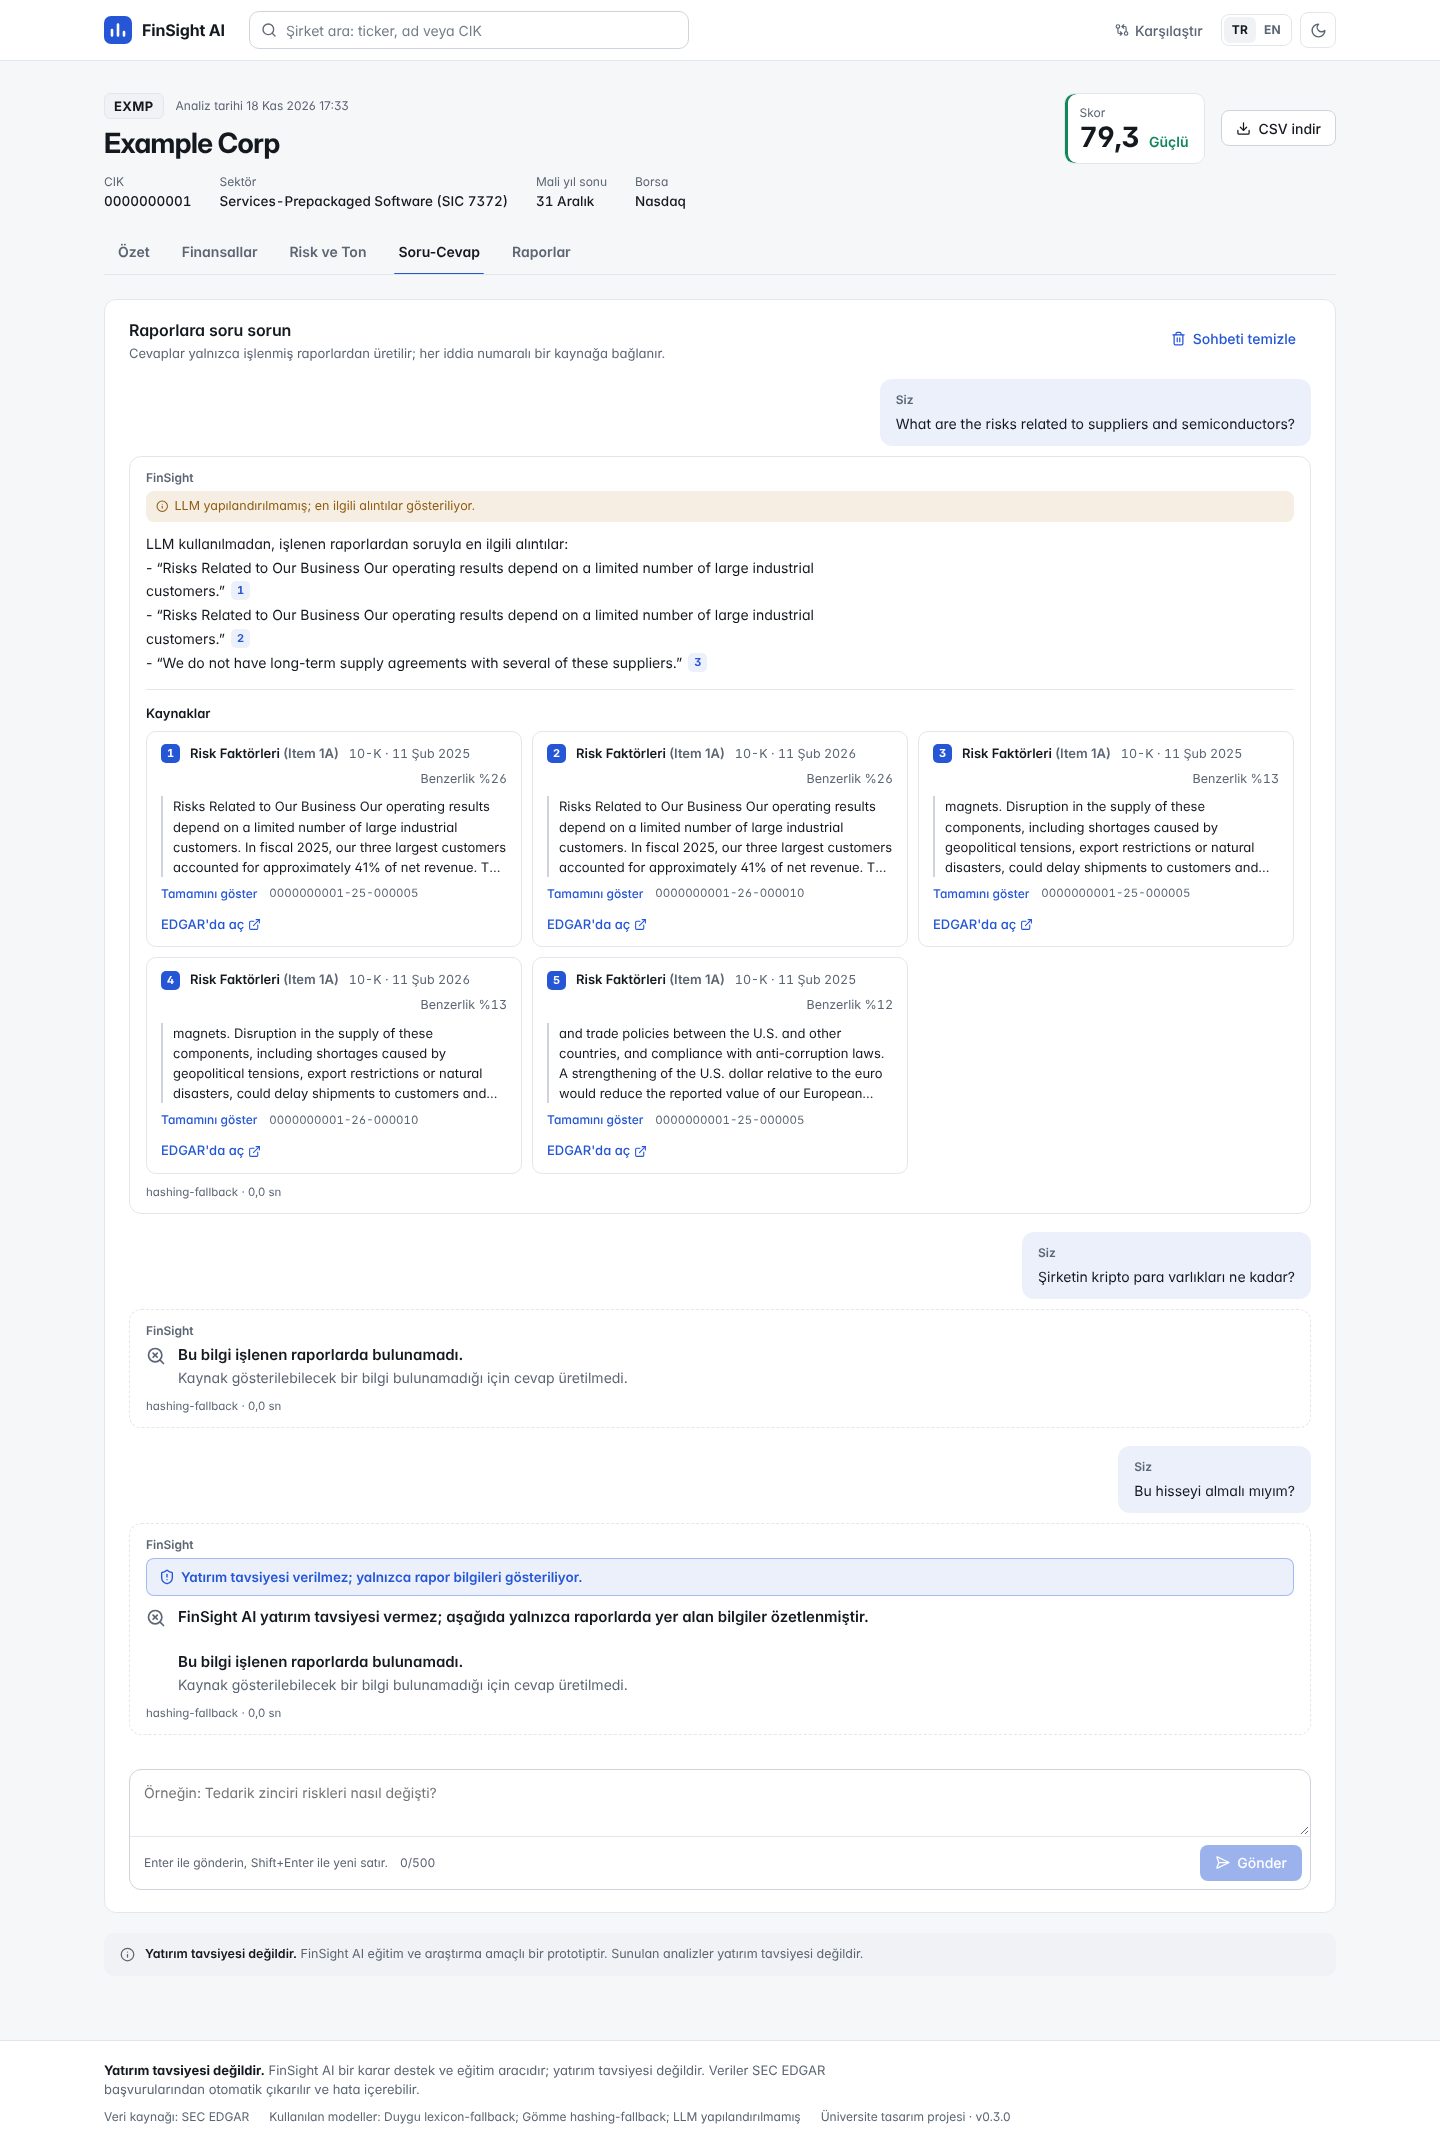 FinSight AI
Şirket ara: ticker, ad veya CIK
Karşılaştır
TR EN
EXMP Analiz tarihi 18 Kas 2026 17:33
Example Corp
Skor
79,3 Güçlü
CSV indir
CIK
0000000001
Sektör
Services-Prepackaged Software (SIC 7372)
Mali yıl sonu
31 Aralık
Borsa
Nasdaq
Özet Finansallar Risk ve Ton Soru-Cevap Raporlar
Raporlara soru sorun
Cevaplar yalnızca işlenmiş raporlardan üretilir; her iddia numaralı bir kaynağa bağlanır.
Sohbeti temizle
Siz
What are the risks related to suppliers and semiconductors?
FinSight
LLM yapılandırılmamış; en ilgili alıntılar gösteriliyor.
LLM kullanılmadan, işlenen raporlardan soruyla en ilgili alıntılar:
- “Risks Related to Our Business Our operating results depend on a limited number of large industrial
customers.” 1
- “Risks Related to Our Business Our operating results depend on a limited number of large industrial
customers.” 2
- “We do not have long-term supply agreements with several of these suppliers.” 3
Kaynaklar
1 Risk Faktörleri (Item 1A) 10-K · 11 Şub 2025
Benzerlik %26
Risks Related to Our Business Our operating results
depend on a limited number of large industrial
customers. In fiscal 2025, our three largest customers
accounted for approximately 41% of net revenue. T...
Tamamını göster 0000000001-25-000005
EDGAR'da aç
2 Risk Faktörleri (Item 1A) 10-K · 11 Şub 2026
Benzerlik %26
Risks Related to Our Business Our operating results
depend on a limited number of large industrial
customers. In fiscal 2025, our three largest customers
accounted for approximately 41% of net revenue. T...
Tamamını göster 0000000001-26-000010
EDGAR'da aç
3 Risk Faktörleri (Item 1A) 10-K · 11 Şub 2025
Benzerlik %13
magnets. Disruption in the supply of these
components, including shortages caused by
geopolitical tensions, export restrictions or natural
disasters, could delay shipments to customers and...
Tamamını göster 0000000001-25-000005
EDGAR'da aç
4 Risk Faktörleri (Item 1A) 10-K · 11 Şub 2026
Benzerlik %13
magnets. Disruption in the supply of these
components, including shortages caused by
geopolitical tensions, export restrictions or natural
disasters, could delay shipments to customers and...
Tamamını göster 0000000001-26-000010
EDGAR'da aç
5 Risk Faktörleri (Item 1A) 10-K · 11 Şub 2025
Benzerlik %12
and trade policies between the U.S. and other
countries, and compliance with anti-corruption laws.
A strengthening of the U.S. dollar relative to the euro
would reduce the reported value of our European...
Tamamını göster 0000000001-25-000005
EDGAR'da aç
hashing-fallback · 0,0 sn
Siz
Şirketin kripto para varlıkları ne kadar?
FinSight
Bu bilgi işlenen raporlarda bulunamadı.
Kaynak gösterilebilecek bir bilgi bulunamadığı için cevap üretilmedi.
hashing-fallback · 0,0 sn
Siz
Bu hisseyi almalı mıyım?
FinSight
Yatırım tavsiyesi verilmez; yalnızca rapor bilgileri gösteriliyor.
FinSight AI yatırım tavsiyesi vermez; aşağıda yalnızca raporlarda yer alan bilgiler özetlenmiştir.
Bu bilgi işlenen raporlarda bulunamadı.
Kaynak gösterilebilecek bir bilgi bulunamadığı için cevap üretilmedi.
hashing-fallback · 0,0 sn
Örneğin: Tedarik zinciri riskleri nasıl değişti?
Enter ile gönderin, Shift+Enter ile yeni satır. 0/500
Gönder
Yatırım tavsiyesi değildir. FinSight AI eğitim ve araştırma amaçlı bir prototiptir. Sunulan analizler yatırım tavsiyesi değildir.
Yatırım tavsiyesi değildir. FinSight AI bir karar destek ve eğitim aracıdır; yatırım tavsiyesi değildir. Veriler SEC EDGAR
başvurularından otomatik çıkarılır ve hata içerebilir.
Veri kaynağı: SEC EDGAR Kullanılan modeller: Duygu lexicon-fallback; Gömme hashing-fallback; LLM yapılandırılmamış Üniversite tasarım projesi · v0.3.0